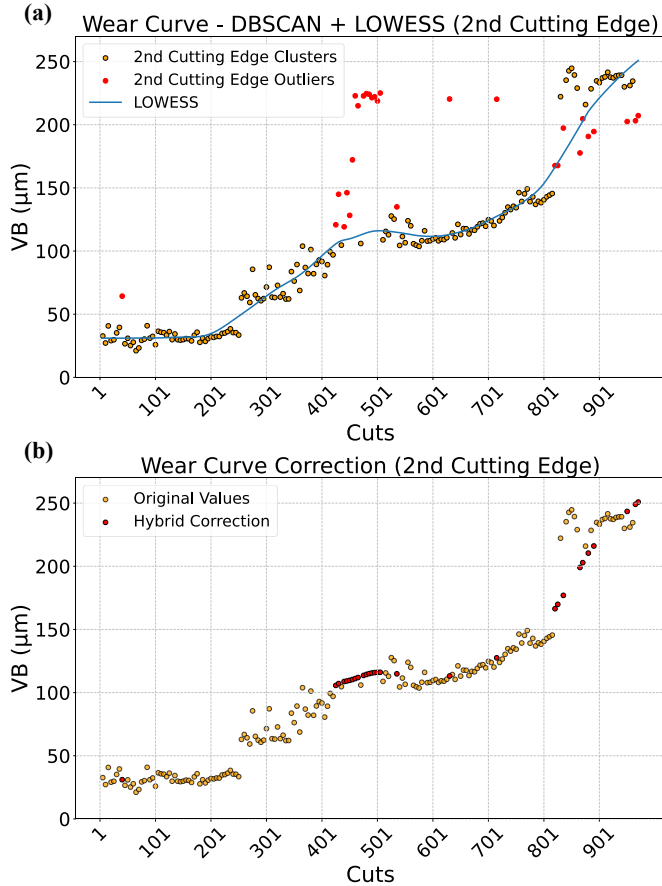 (a)
Wear Curve - DBSCAN + LOWESS (2nd Cutting Edge)
2nd Cutting Edge Clusters
2nd Cutting Edge Outliers
LOWESS
VB (μm)
250
200
150
100
50
0
1 101 201 301 401 501 601 701 801 901
Cuts
(b)
Wear Curve Correction (2nd Cutting Edge)
Original Values
Hybrid Correction
VB (μm)
250
200
150
100
50
0
1 101 201 301 401 501 601 701 801 901
Cuts